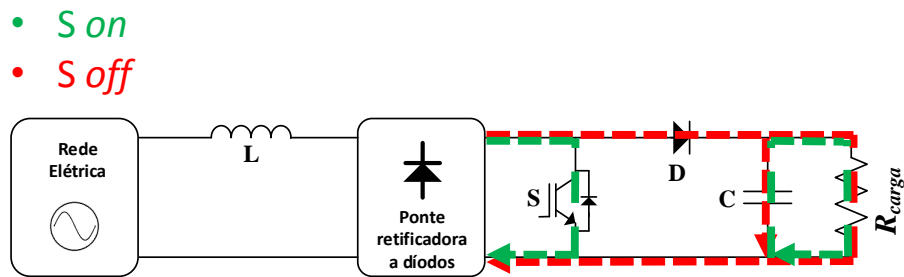 • S on
• S off
Rede
Elétrica
L
Ponte
retificadora
a díodos
S
D
C
Rcarga